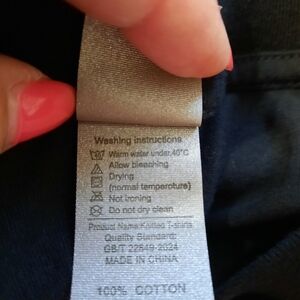 Washing instructions
Warm water under,40°C
Allow bleaching
Drying
(normal temperature)
Not ironing
Do not dry clean
Product Name:Knitted T-shirts
Quality Standard:
GB/T 22849-2024
MADE IN CHINA
100% COTTON